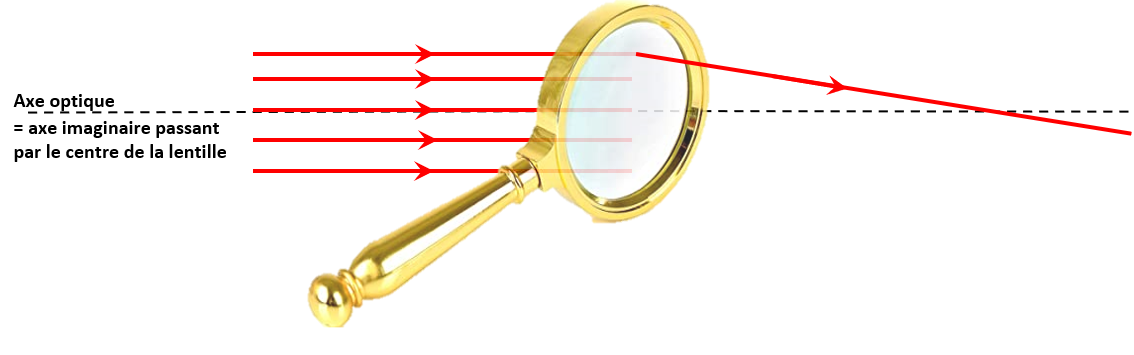 Axe optique
= axe imaginaire passant
par le centre de la lentille